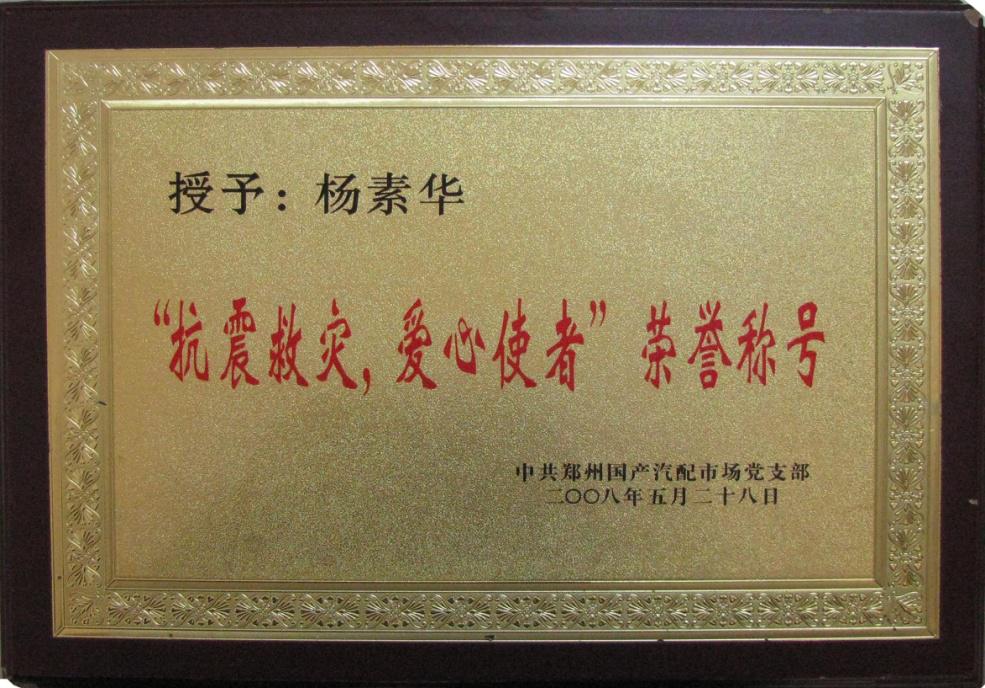 授予：杨素华
“抗震救灾，爱心使者”荣誉称号
中共郑州国产汽配市场党支部
二〇〇八年五月二十八日